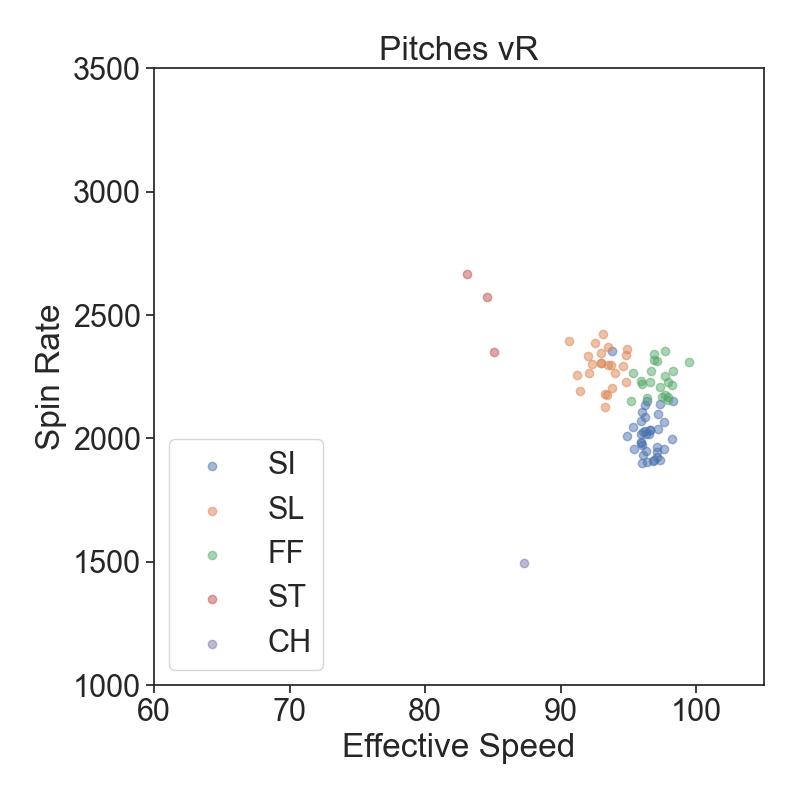 Pitches vR
3500
3000
2500
2000
1500
1000
Spin Rate
SI
SL
FF
ST
CH
60 70 80 90 100
Effective Speed